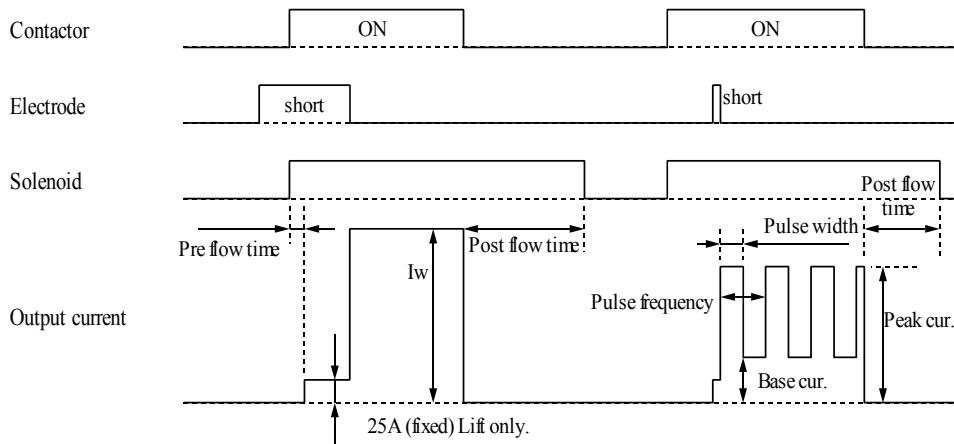 Contactor
ON
ON
Electrode
short
short
Solenoid
Post flow
time
Pre flow time
Post flow time
Pulse width
Iw
Pulse frequency
Output current
Peak cur.
Base cur.
25A (fixed) Lift only.